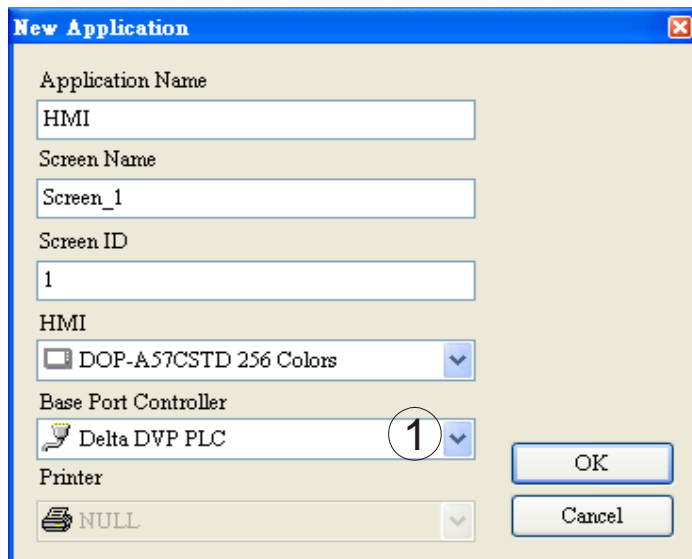 New Application
Application Name
HMI
Screen Name
Screen_1
Screen ID
1
HMI
DOP-A57CSTD 256 Colors
Base Port Controller
Delta DVP PLC
1
Printer
NULL
OK
Cancel